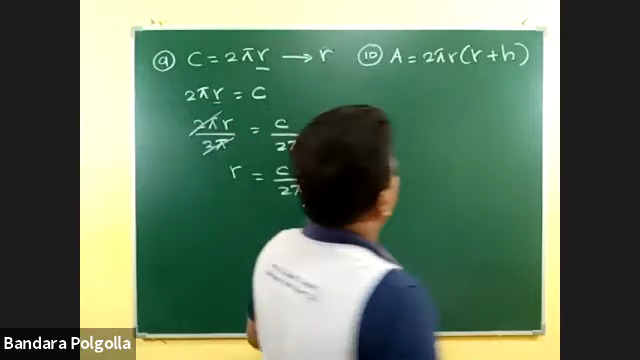 ⑨ C = 2πr → r
2πr = C
2πr/2π = C/2π
r = C/2π
⑩ A = 2πr(r+h)
Bandara Polgolla